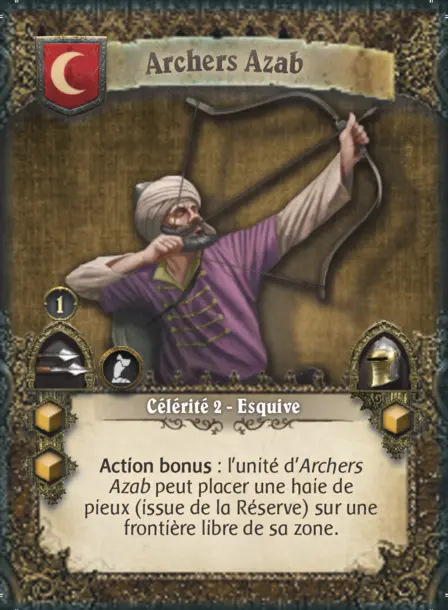 Archers Azab
1
Célérité 2 - Esquive
Action bonus : l'unité d'Archers
Azab peut placer une haie de
pieux (issue de la Réserve) sur une
frontière libre de sa zone.